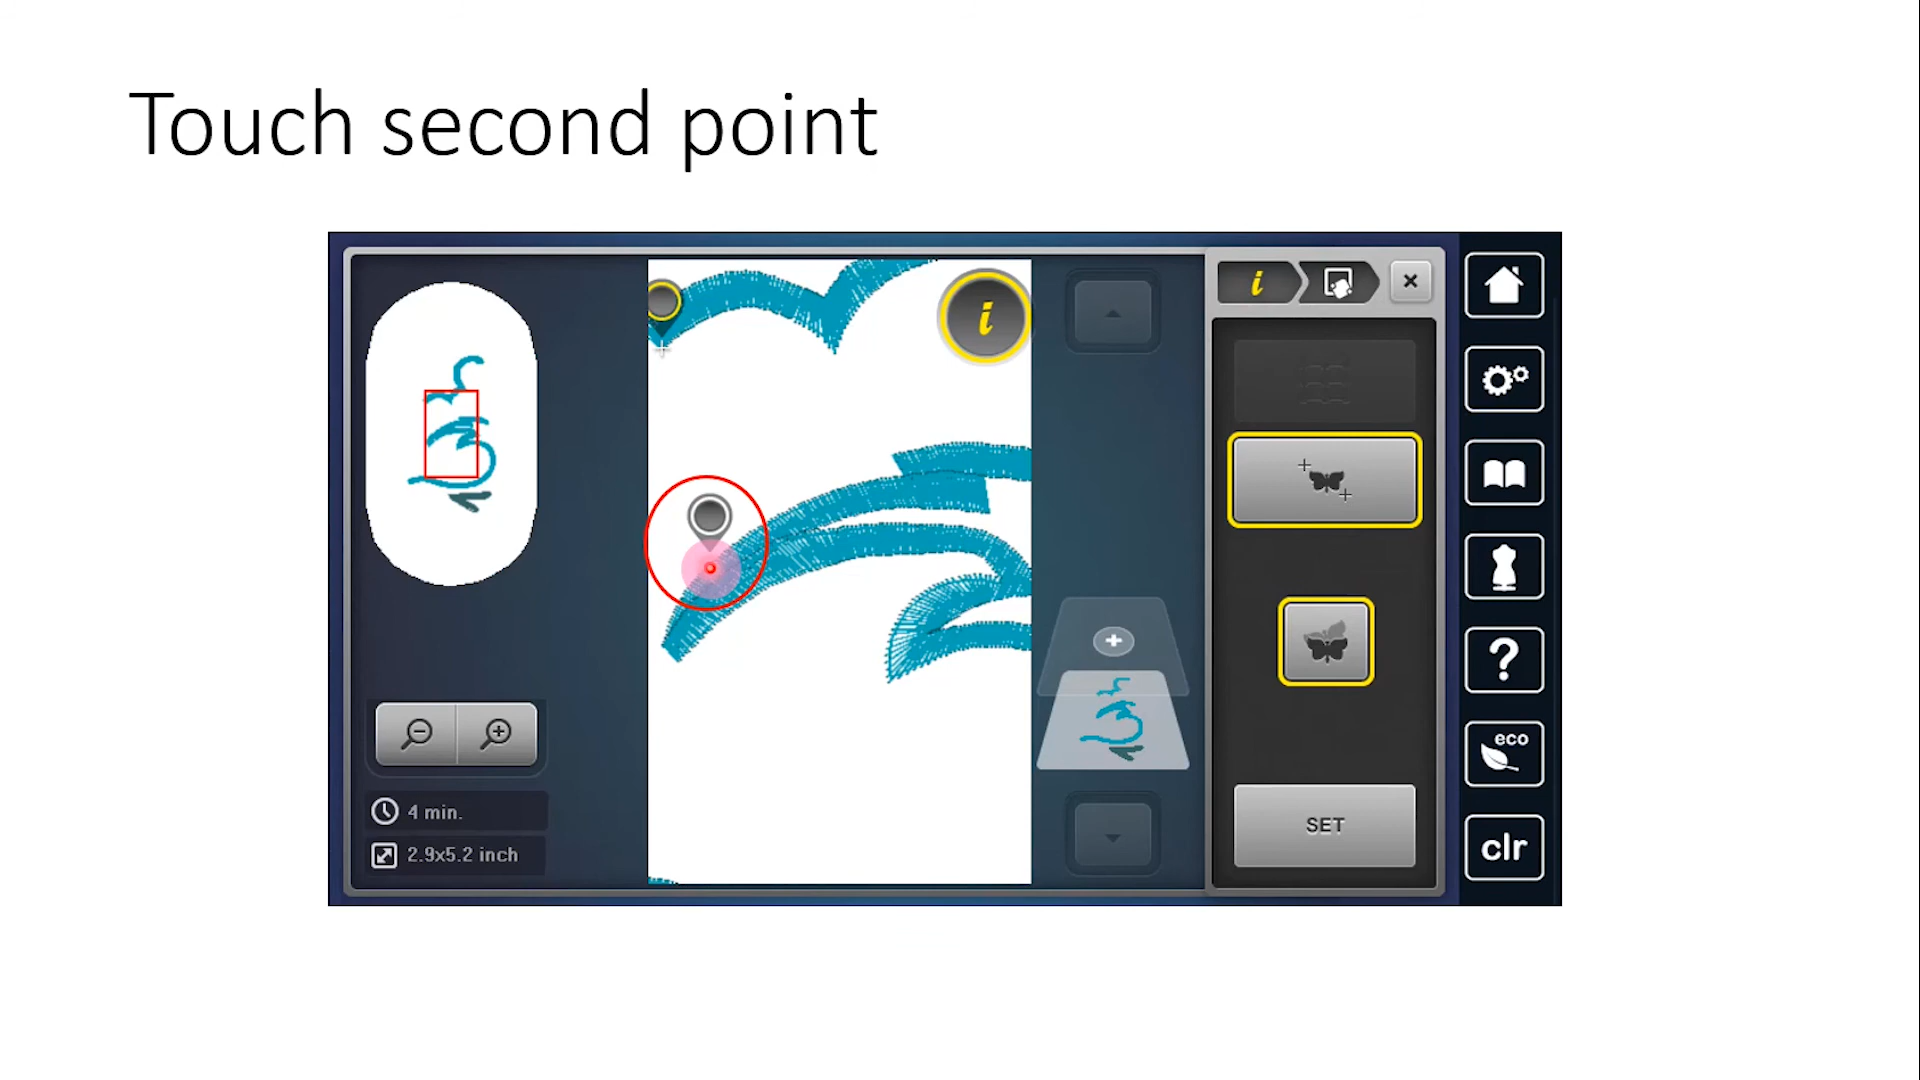 Touch second point
i
i
eco
4 min.
SET
2.9x5.2 inch
clr